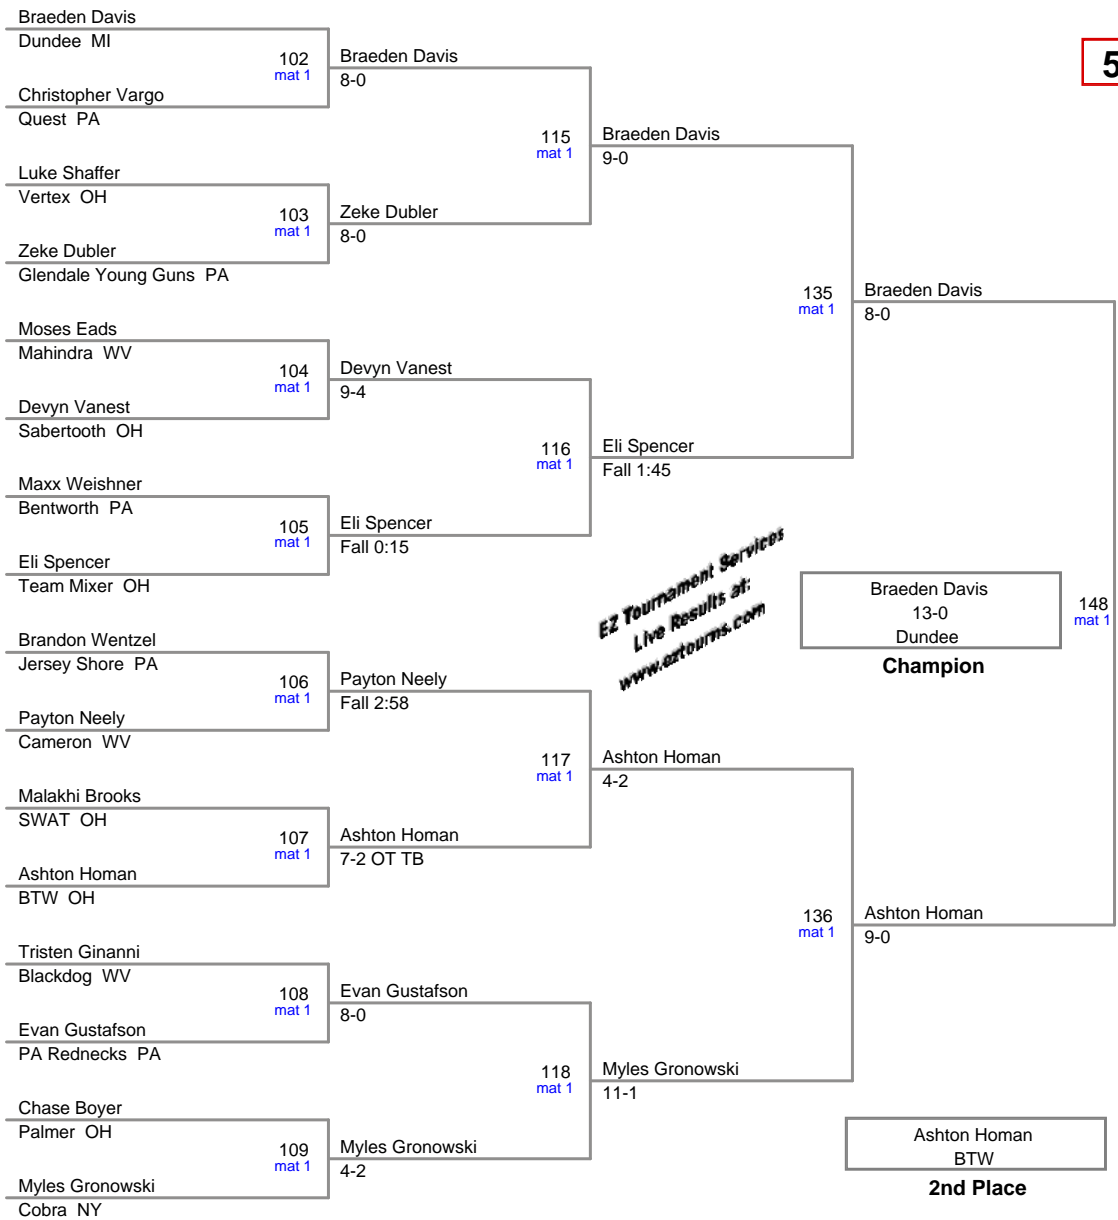 Braeden Davis
Dundee  MI
102
mat 1
Braeden Davis
8-0
5
Christopher Vargo
Quest  PA
115
mat 1
Braeden Davis
9-0
Luke Shaffer
Vertex  OH
103
mat 1
Zeke Dubler
8-0
Zeke Dubler
Glendale Young Guns  PA
135
mat 1
Braeden Davis
8-0
Moses Eads
Mahindra  WV
104
mat 1
Devyn Vanest
9-4
Devyn Vanest
Sabertooth  OH
116
mat 1
Eli Spencer
Fall 1:45
Maxx Weishner
Bentworth  PA
105
mat 1
Eli Spencer
Fall 0:15
Eli Spencer
Team Mixer  OH
EZ Tournament Services
Live Results at:
www.eztourns.com
Braeden Davis
13-0
Dundee
Champion
148
mat 1
Brandon Wentzel
Jersey Shore  PA
106
mat 1
Payton Neely
Fall 2:58
Payton Neely
Cameron  WV
117
mat 1
Ashton Homan
4-2
Malakhi Brooks
SWAT  OH
107
mat 1
Ashton Homan
7-2 OT TB
Ashton Homan
BTW  OH
136
mat 1
Ashton Homan
9-0
Tristen Ginanni
Blackdog  WV
108
mat 1
Evan Gustafson
8-0
Evan Gustafson
PA Rednecks  PA
118
mat 1
Myles Gronowski
11-1
Chase Boyer
Palmer  OH
109
mat 1
Myles Gronowski
4-2
Myles Gronowski
Cobra  NY
Ashton Homan
BTW
2nd Place